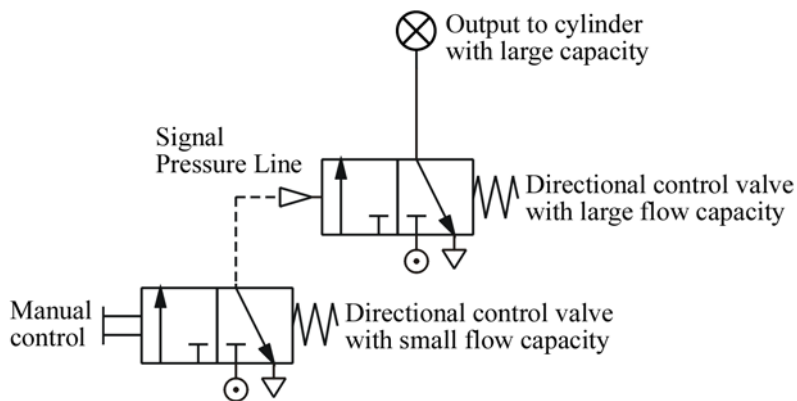 Output to cylinder
with large capacity
Signal
Pressure Line
Directional control valve
with large flow capacity
Manual
control
Directional control valve
with small flow capacity